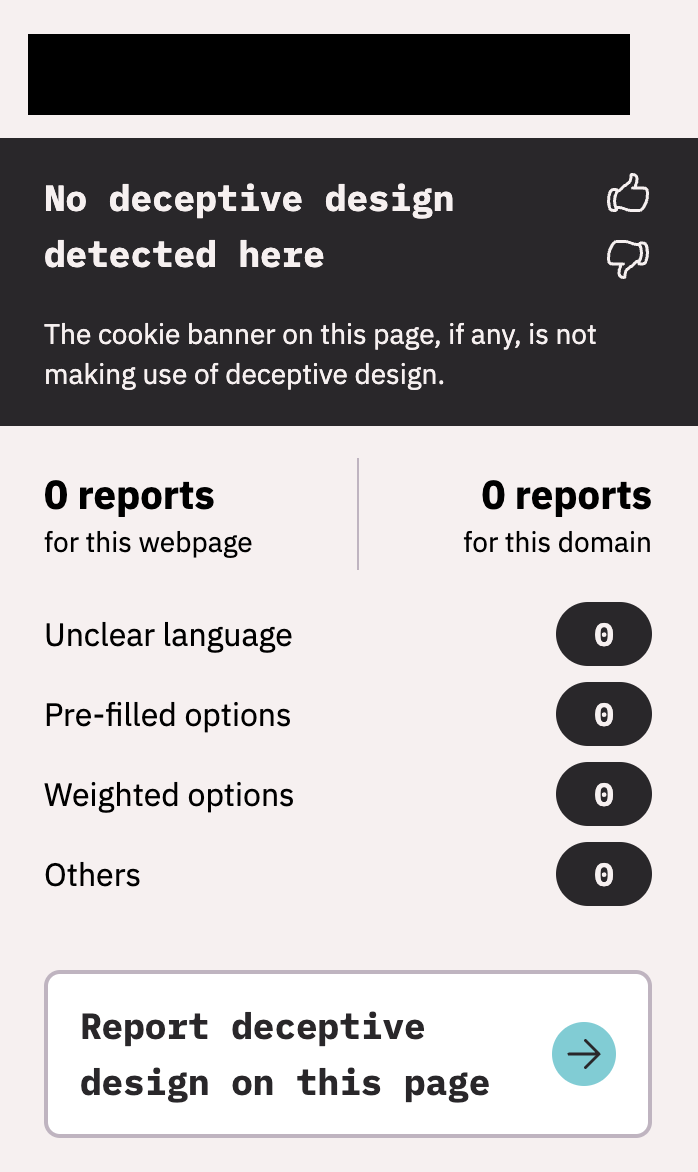 No deceptive design
detected here
The cookie banner on this page, if any, is not
making use of deceptive design.
0 reports
for this webpage
0 reports
for this domain
Unclear language 0
Pre-filled options 0
Weighted options 0
Others 0
Report deceptive
design on this page